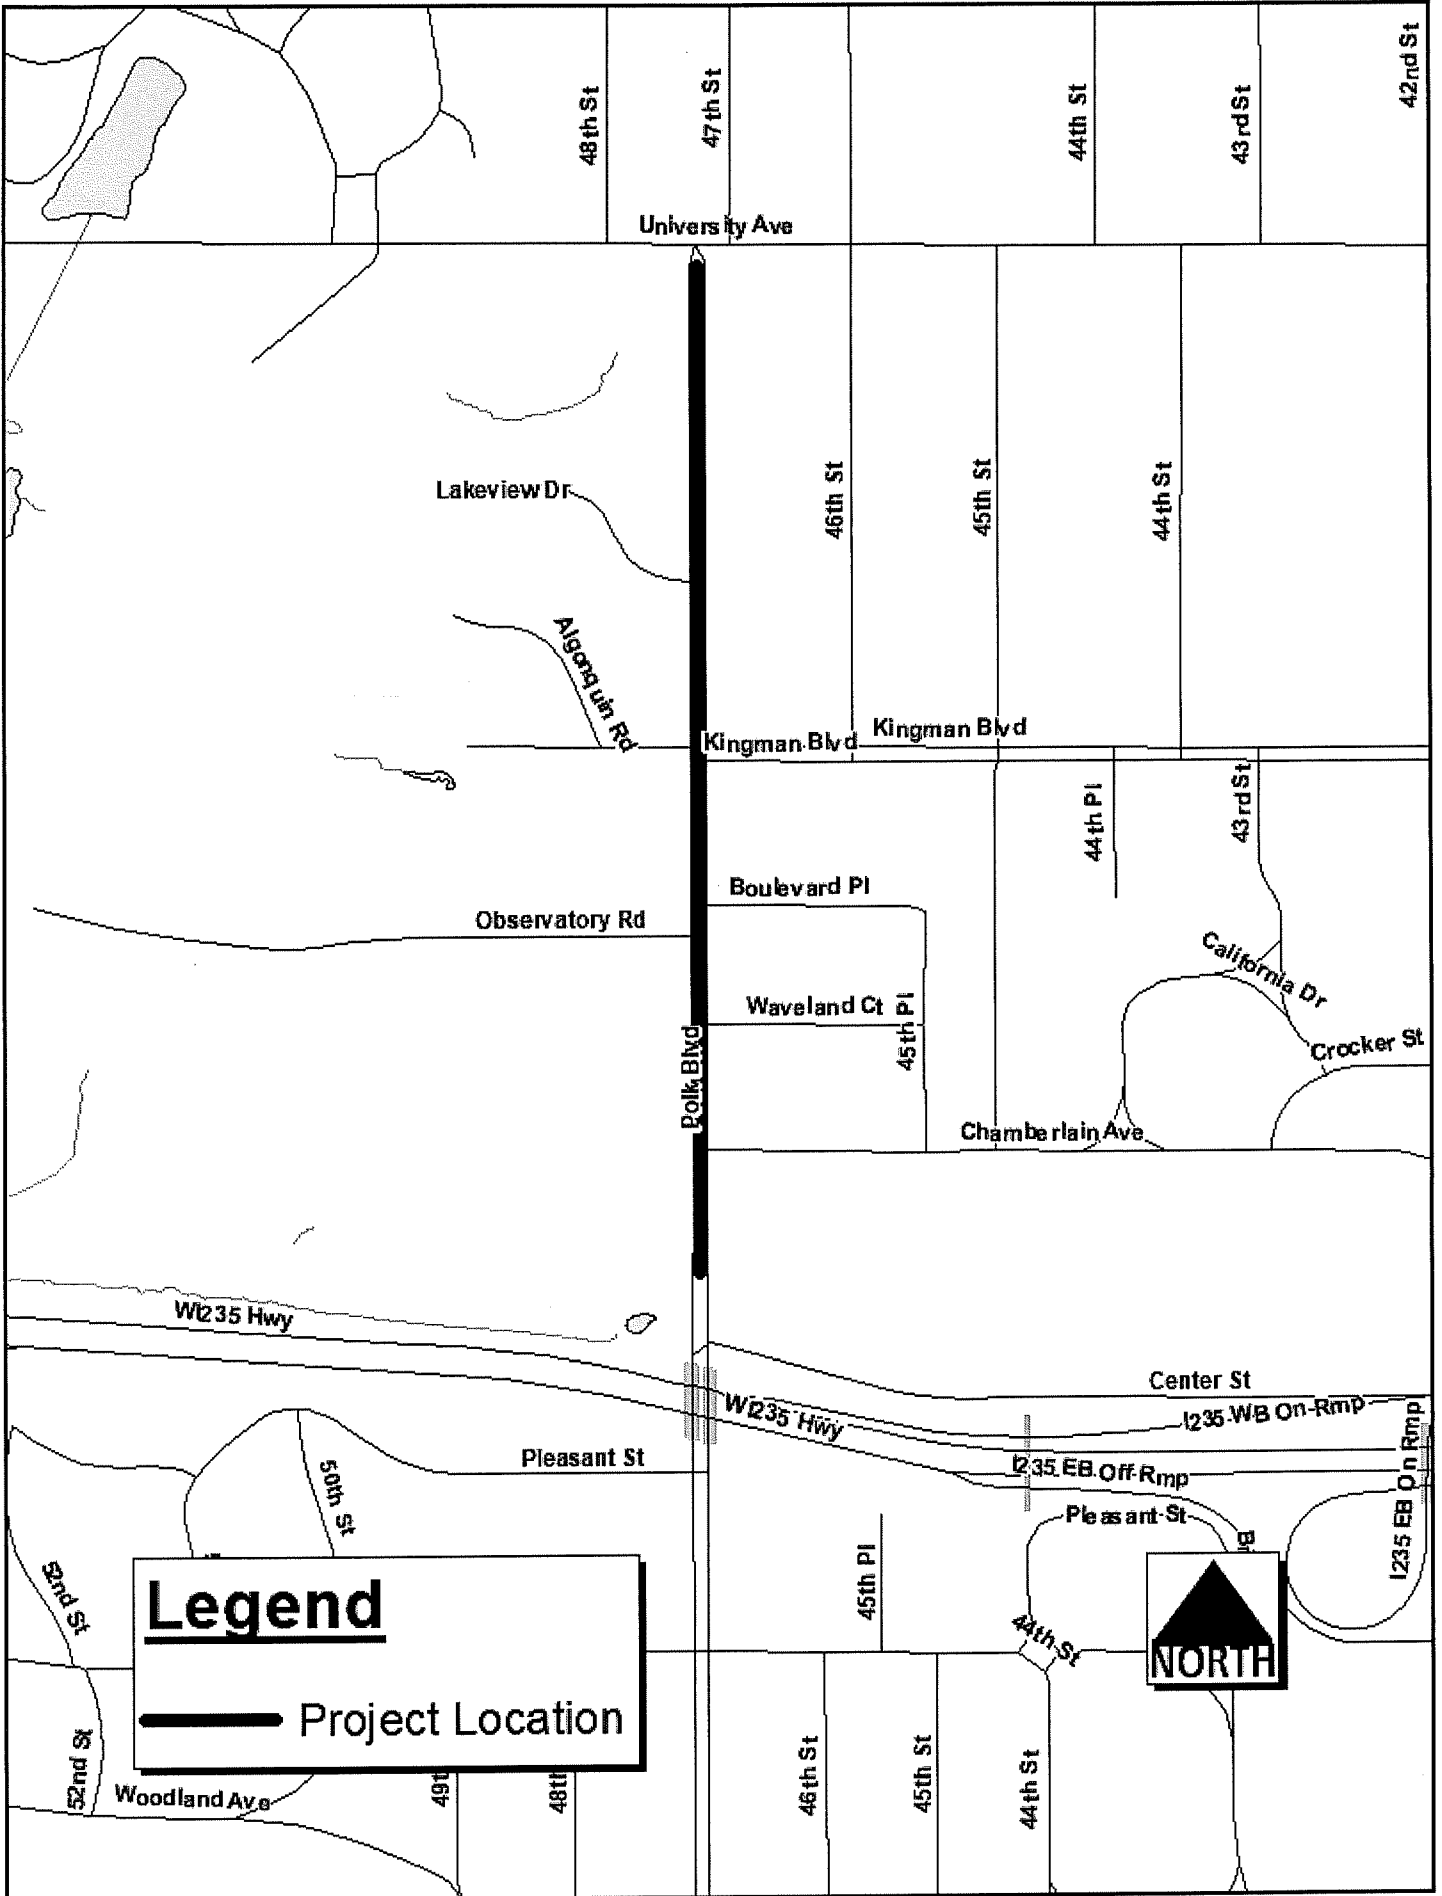 48th St
47th St
44th St
43rd St
42nd St
University Ave
Lakeview Dr
46th St
45th St
44th St
Algonquin Rd
Kingman Blvd
Kingman Blvd
44th Pl
43rd St
Boulevard Pl
Observatory Rd
California Dr
Waveland Ct
45th Pl
Polk Blvd
Crocker St
Chamberlain Ave
WI235 Hwy
Center St
WI235 Hwy
I235 WB On-Rmp
Pleasant St
I235 EB Off-Rmp
I235 EB On Rmp
50th St
Pleasant St
52nd St
45th Pl
Legend
44th St
NORTH
Project Location
52nd St
Woodland Ave
49t
48th
46th St
45th St
44th St